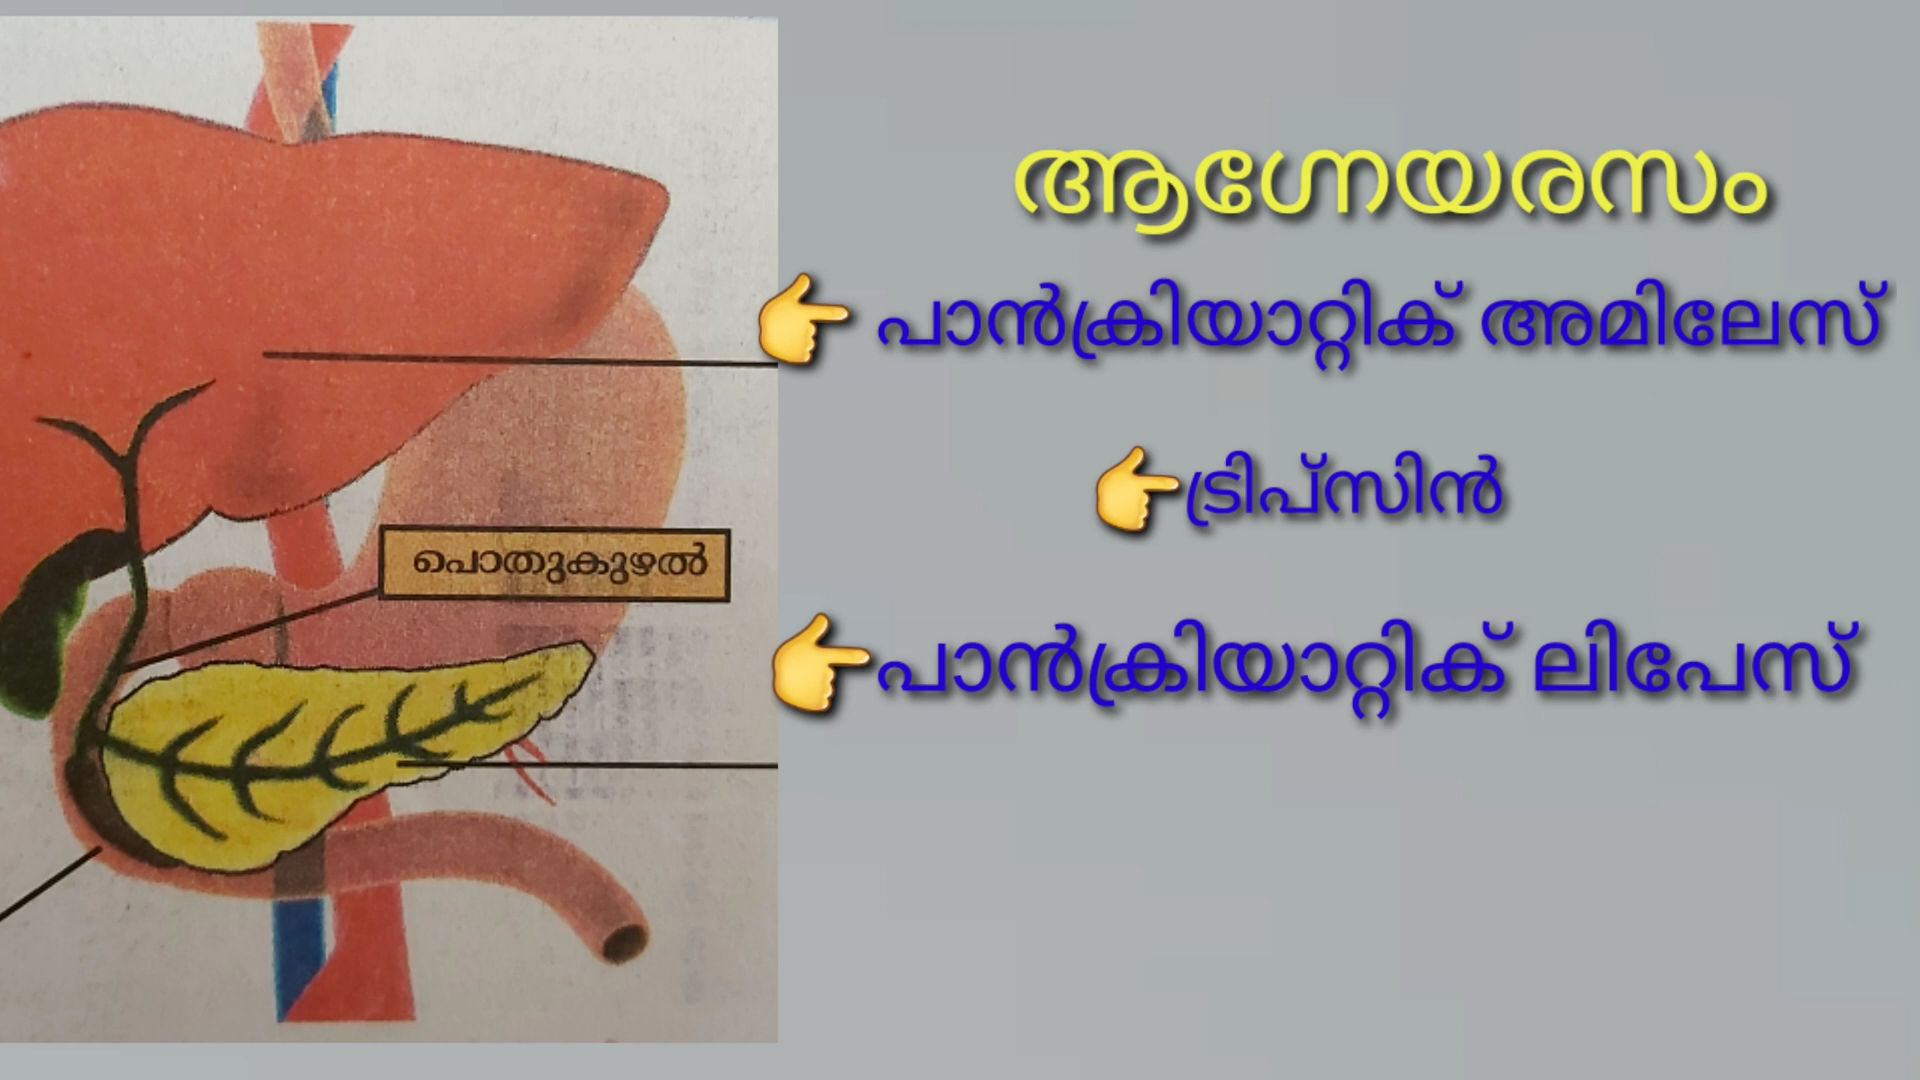 ആഗ്നേയരസം
പാൻക്രിയാറ്റിക് അമിലേസ്
ട്രിപ്സിൻ
പൊതുകുഴൽ
പാൻക്രിയാറ്റിക് ലിപേസ്